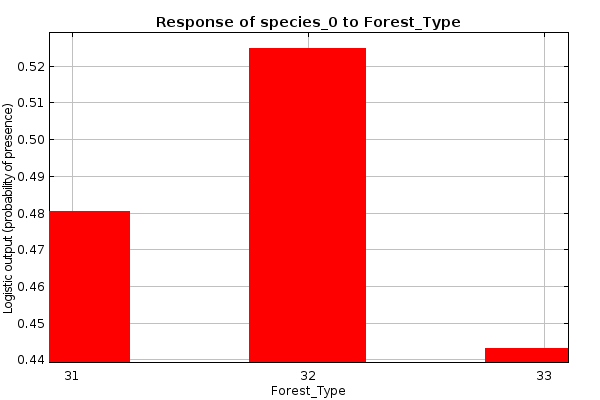 Response of species_0 to Forest_Type
Logistic output (probability of presence)
0.52
0.51
0.50
0.49
0.48
0.47
0.46
0.45
0.44
31 32 33
Forest_Type